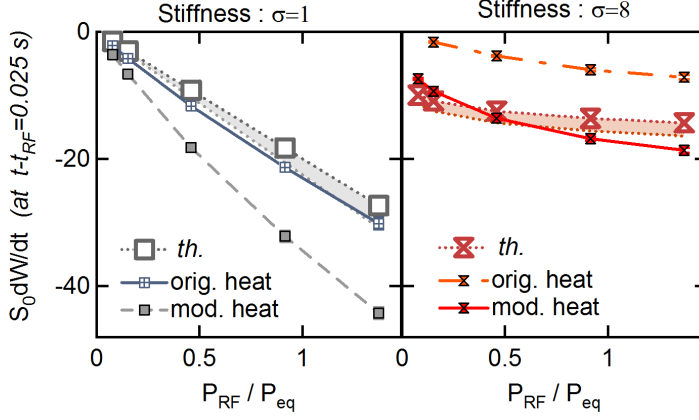 Stiffness : σ=1
Stiffness : σ=8
S0dW/dt (at t-tRF=0.025 s)
0
-20
-40
th.
orig. heat
mod. heat
th.
orig. heat
mod. heat
0
0.5
1
0
0.5
1
PRF / Peq
PRF / Peq